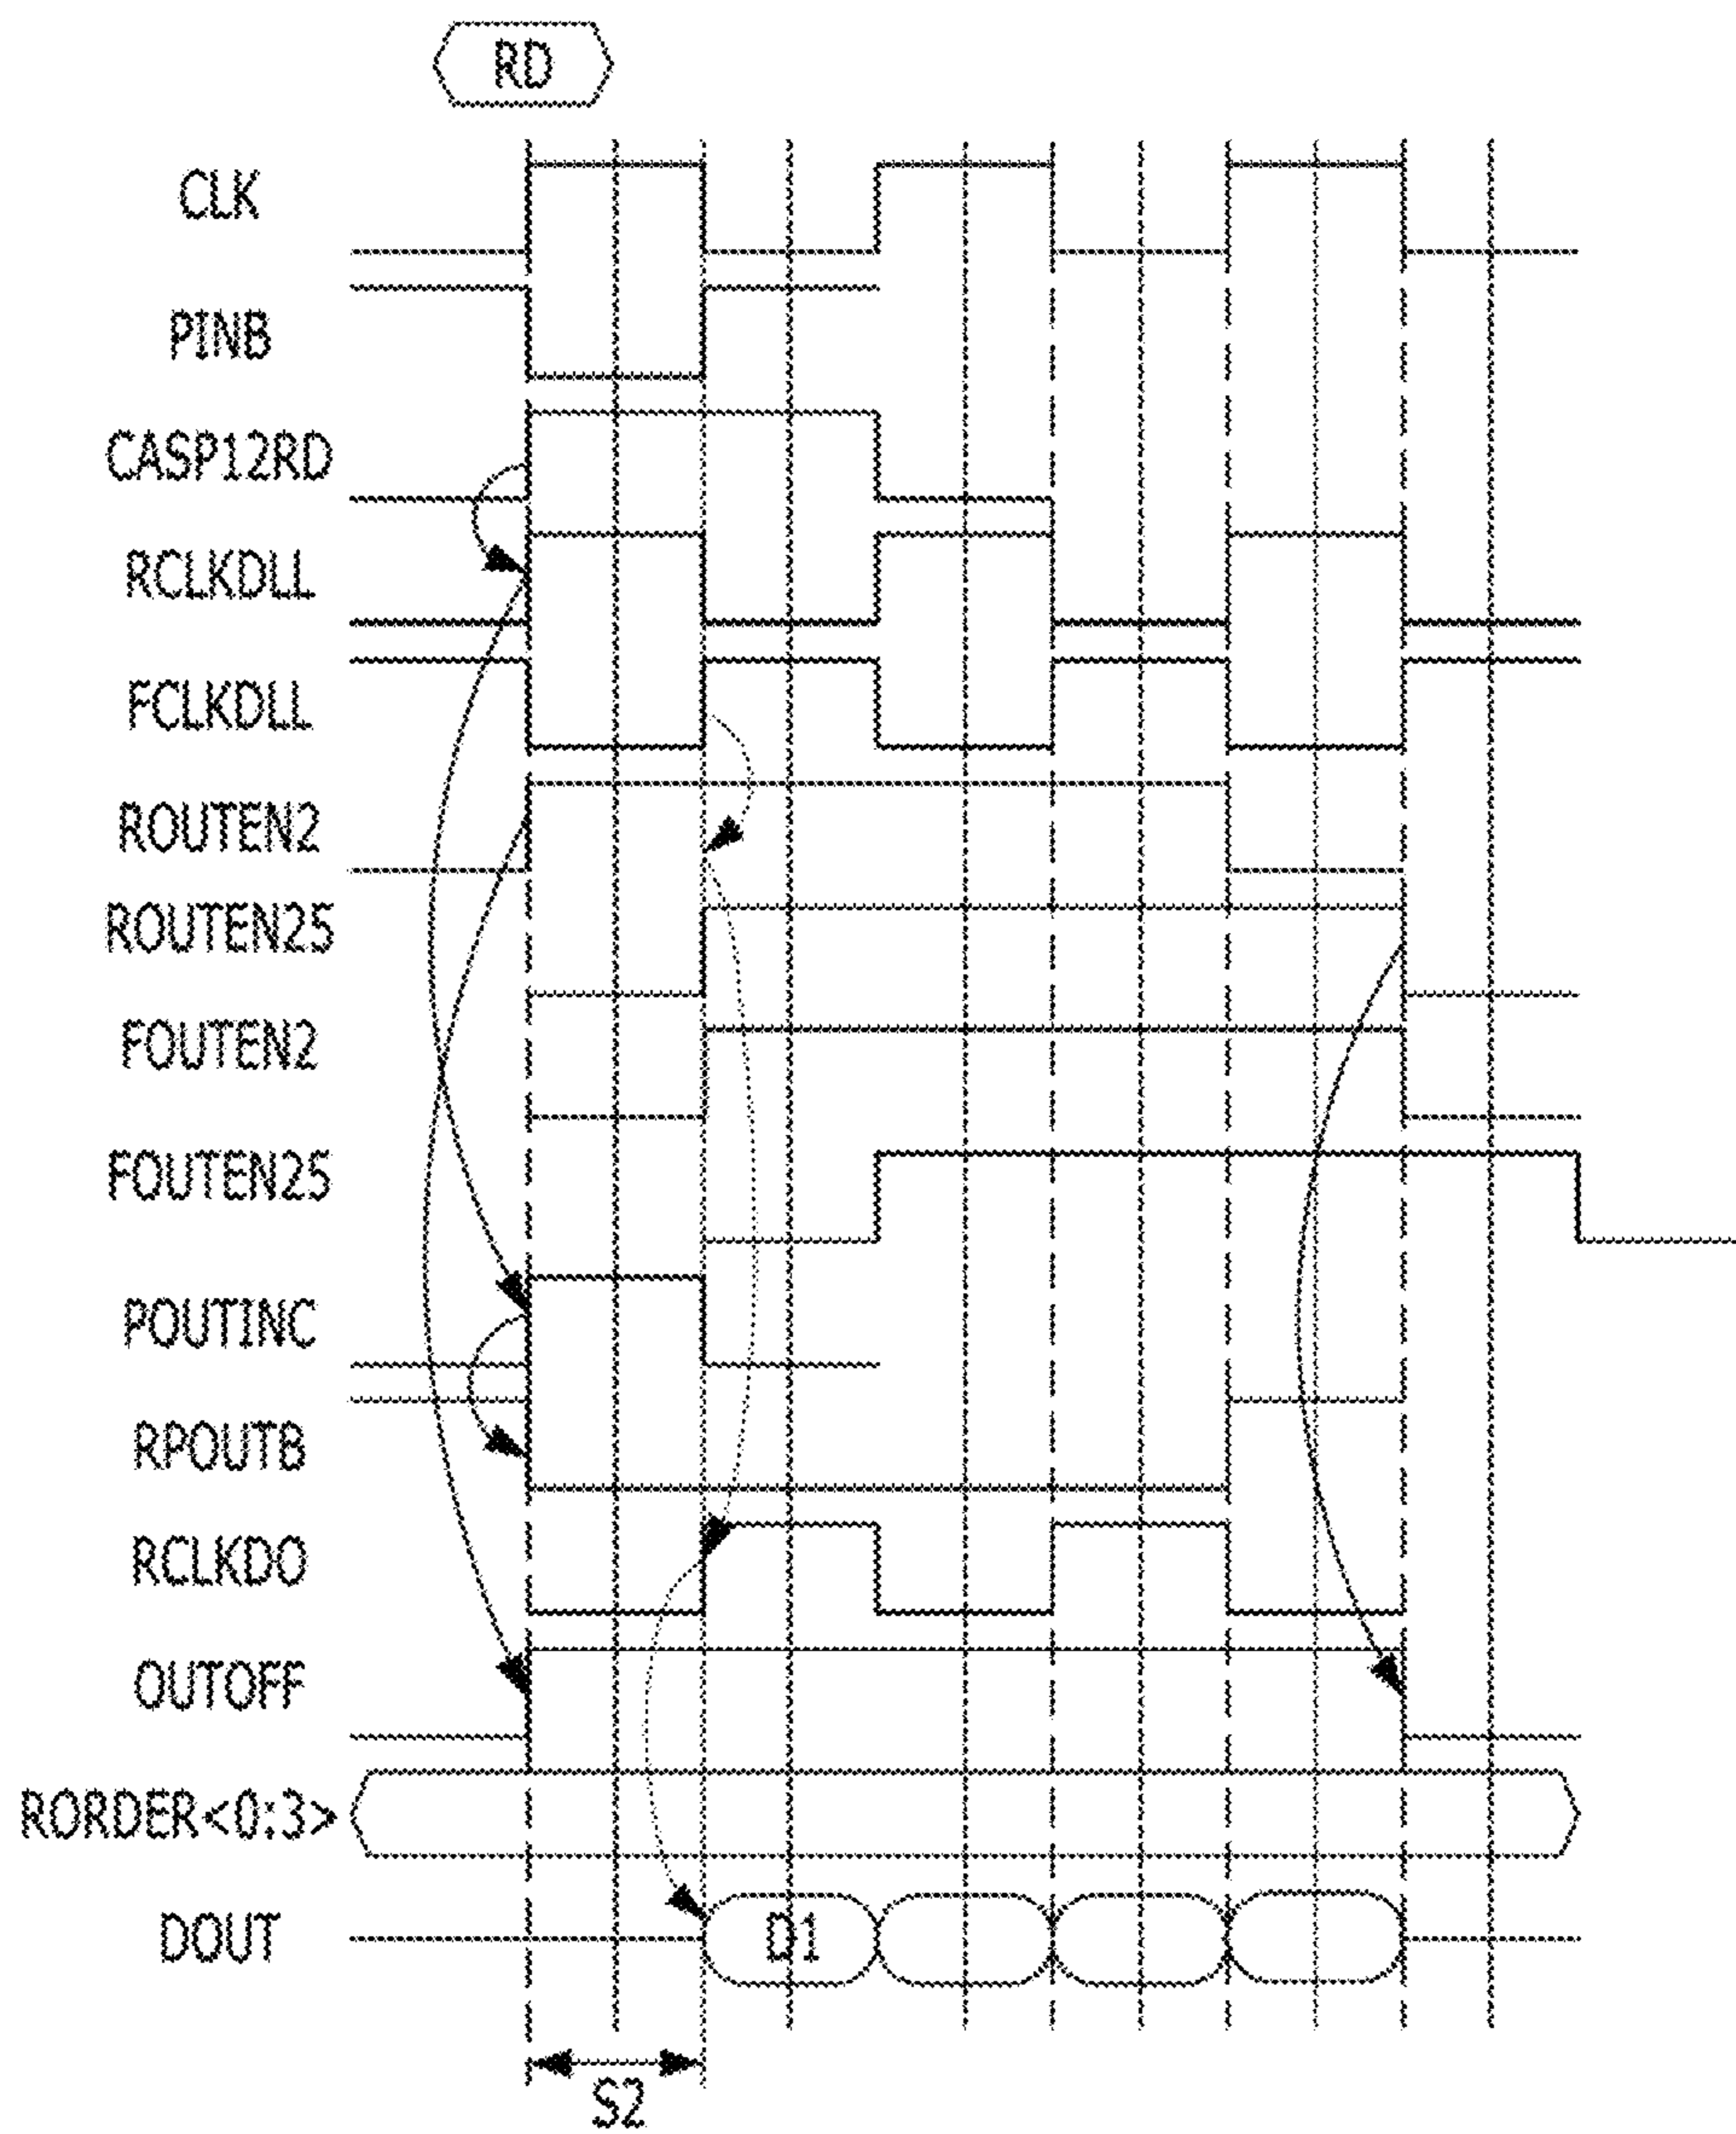 RD
CLK
PINB
CASP12RD
RCLKDLL
FCLKDLL
ROUTEN2
ROUTEN25
FOUTEN2
FOUTEN25
POUTINC
RPOUTB
RCLKDO
OUTOFF
RORDER<0:3>
DOUT
D1
S2